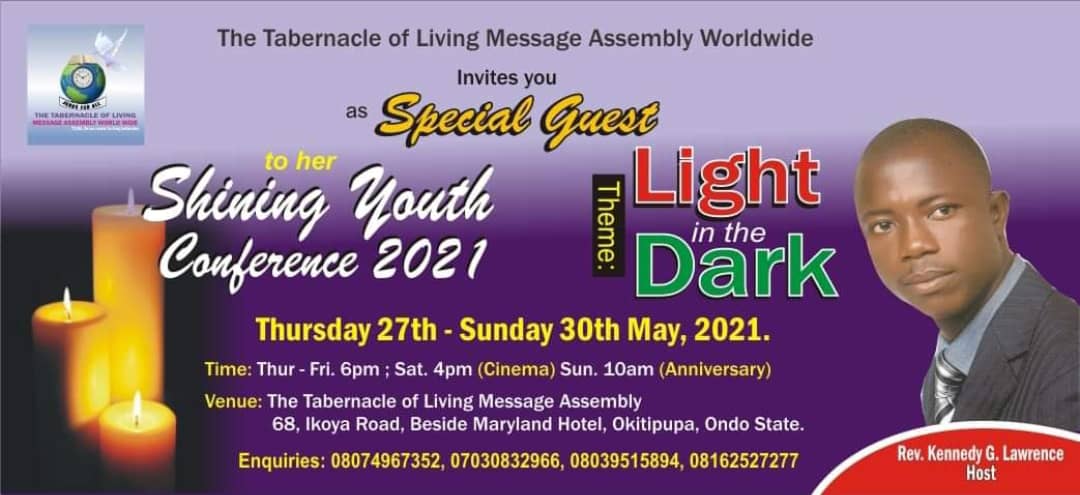 The Tabernacle of Living Message Assembly Worldwide
Invites you
as Special Guest
to her
Shining Youth
Conference 2021
Theme:
Light
in the
Dark
Thursday 27th - Sunday 30th May, 2021.
Time: Thur - Fri. 6pm ; Sat. 4pm (Cinema) Sun. 10am (Anniversary)
Venue: The Tabernacle of Living Message Assembly
68, Ikoya Road, Beside Maryland Hotel, Okitipupa, Ondo State.
Enquiries: 08074967352, 07030832966, 08039515894, 08162527277
Rev. Kennedy G. Lawrence
Host
JESUS FOR ALL
THE TABERNACLE OF LIVING
MESSAGE ASSEMBLY WORLD WIDE